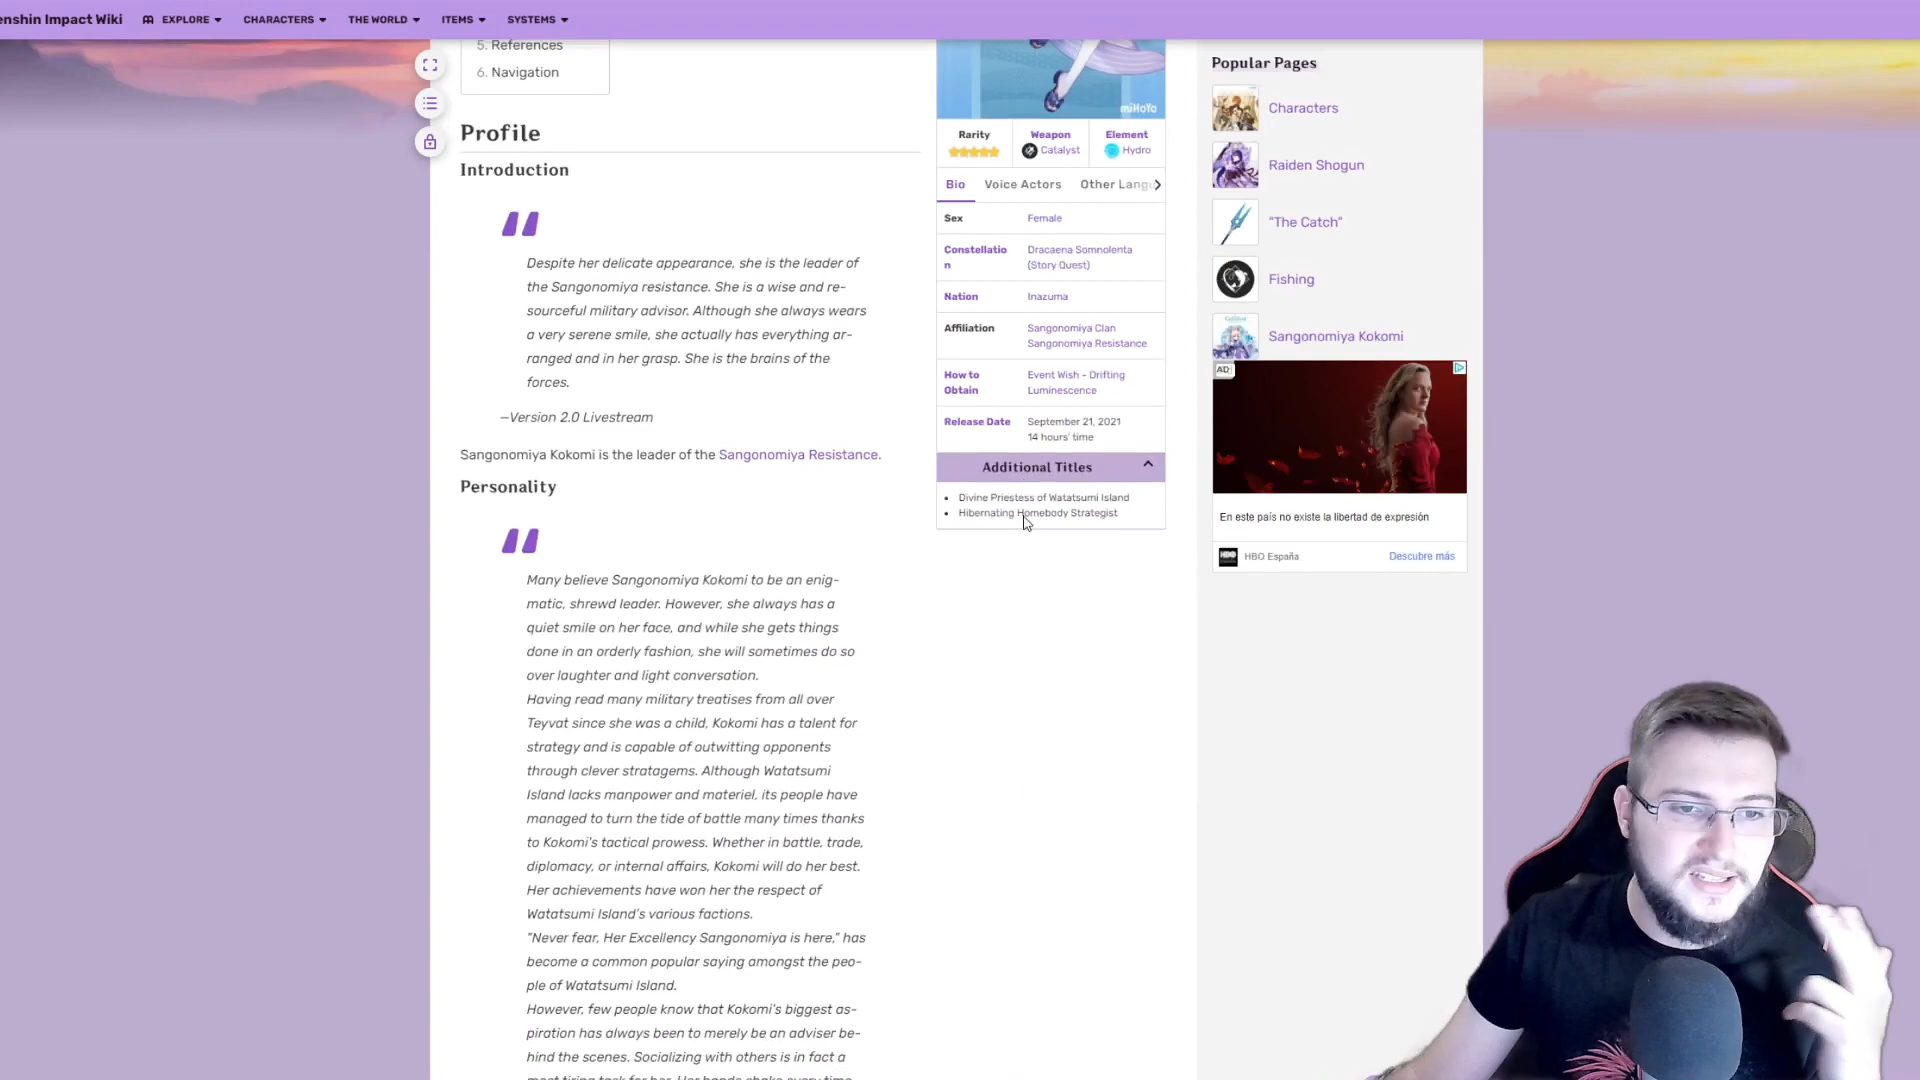 enshin Impact Wiki
EXPLORE
CHARACTERS
THE WORLD
ITEMS
SYSTEMS
5. References
6. Navigation
Profile
Introduction
Despite her delicate appearance, she is the leader of
the Sangonomiya resistance. She is a wise and re-
sourceful military advisor. Although she always wears
a very serene smile, she actually has everything ar-
ranged and in her grasp. She is the brains of the
forces.
—Version 2.0 Livestream
Sangonomiya Kokomi is the leader of the Sangonomiya Resistance.
Personality
Many believe Sangonomiya Kokomi to be an enig-
matic, shrewd leader. However, she always has a
quiet smile on her face, and while she gets things
done in an orderly fashion, she will sometimes do so
over laughter and light conversation.
Having read many military treatises from all over
Teyvat since she was a child, Kokomi has a talent for
strategy and is capable of outwitting opponents
through clever stratagems. Although Watatsumi
Island lacks manpower and materiel, its people have
managed to turn the tide of battle many times thanks
to Kokomi's tactical prowess. Whether in battle, trade,
diplomacy, or internal affairs, Kokomi will do her best.
Her achievements have won her the respect of
Watatsumi Island's various factions.
"Never fear, Her Excellency Sangonomiya is here," has
become a common popular saying amongst the peo-
ple of Watatsumi Island.
However, few people know that Kokomi's biggest as-
piration has always been to merely be an adviser be-
hind the scenes. Socializing with others is in fact a
most tiring task for her. Her hands shake every time
miHoYo
Rarity
Weapon
Element
Catalyst
Hydro
Bio
Voice Actors
Other Langu
Sex
Female
Constellatio
n
Dracaena Somnolenta
(Story Quest)
Nation
Inazuma
Affiliation
Sangonomiya Clan
Sangonomiya Resistance
How to
Obtain
Event Wish - Drifting
Luminescence
Release Date
September 21, 2021
14 hours' time
Additional Titles
Divine Priestess of Watatsumi Island
Hibernating Homebody Strategist
Popular Pages
Characters
Raiden Shogun
"The Catch"
Fishing
Sangonomiya Kokomi
AD
En este país no existe la libertad de expresión
HBO
HBO España
Descubre más